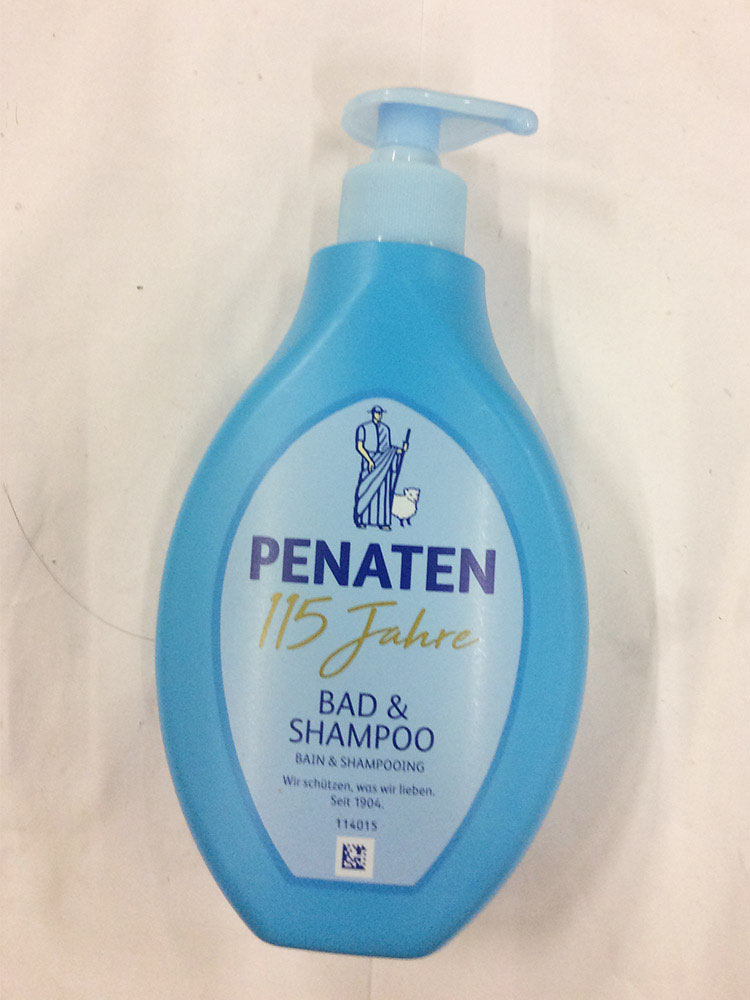 PENATEN
115 Jahre
BAD &
SHAMPOO
BAIN & SHAMPOOING
Wir schützen, was wir lieben.
Seit 1904.
114015